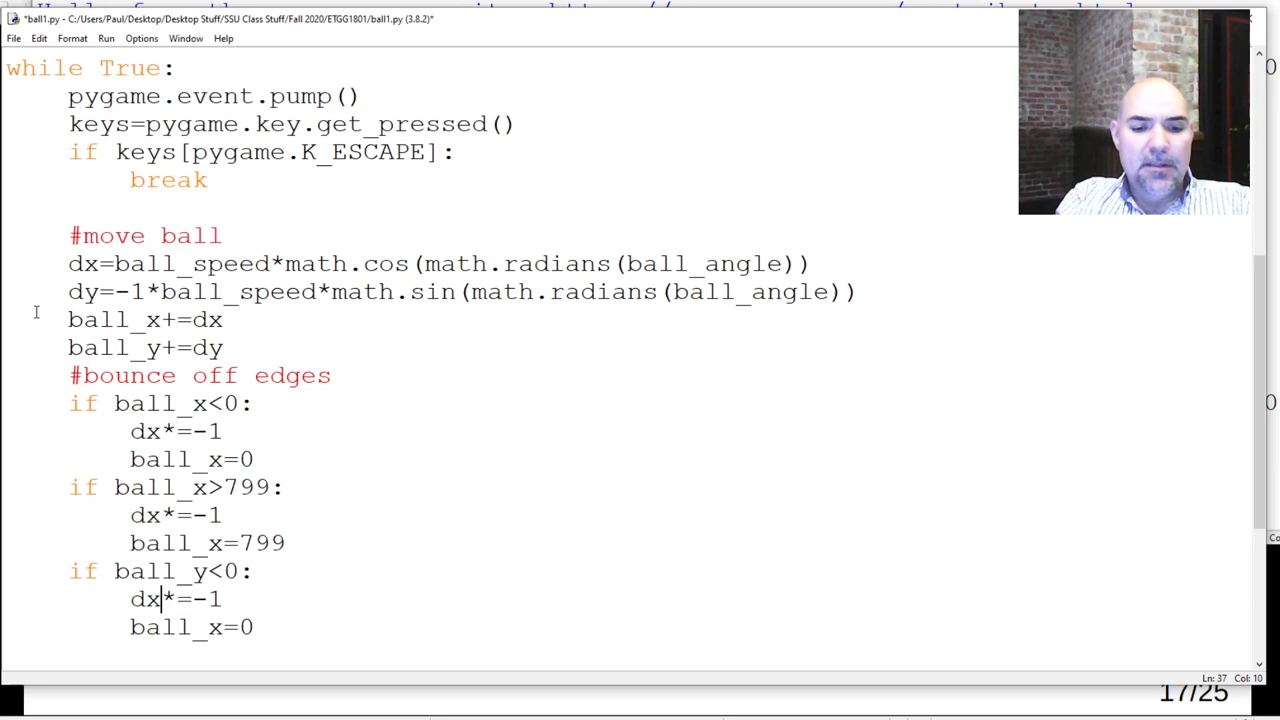 *ball1.py - C:/Users/Paul/Desktop/Desktop Stuff/SSU Class Stuff/Fall 2020/ETGG1801/ball1.py (3.8.2)*
File Edit Format Run Options Window Help
while True:
    pygame.event.pump()
    keys=pygame.key.get_pressed()
    if keys[pygame.K_ESCAPE]:
        break
    #move ball
    dx=ball_speed*math.cos(math.radians(ball_angle))
    dy=-1*ball_speed*math.sin(math.radians(ball_angle))
    ball_x+=dx
    ball_y+=dy
    #bounce off edges
    if ball_x<0:
        dx*=-1
        ball_x=0
    if ball_x>799:
        dx*=-1
        ball_x=799
    if ball_y<0:
        dx*=-1
        ball_x=0
Ln: 37 Col: 10
17/25